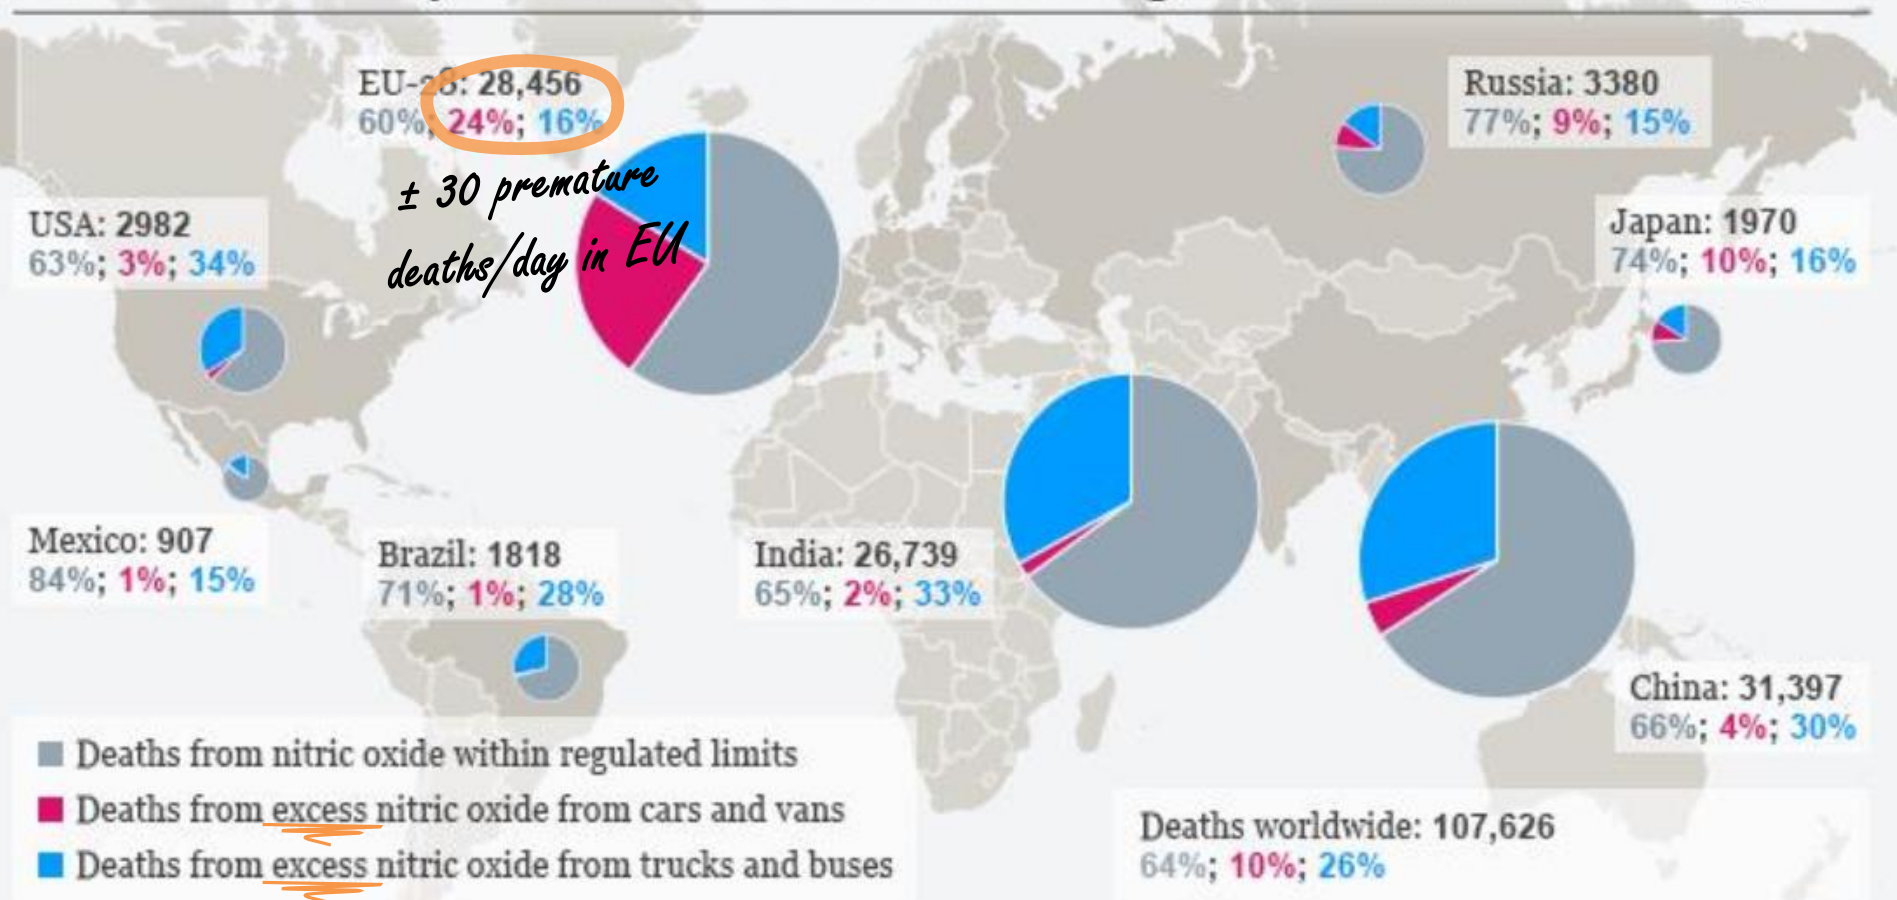 EU-28: 28,456
60%; 24%; 16%
± 30 premature
deaths/day in EU
Russia: 3380
77%; 9%; 15%
USA: 2982
63%; 3%; 34%
Japan: 1970
74%; 10%; 16%
Mexico: 907
84%; 1%; 15%
Brazil: 1818
71%; 1%; 28%
India: 26,739
65%; 2%; 33%
China: 31,397
66%; 4%; 30%
Deaths from nitric oxide within regulated limits
Deaths from excess nitric oxide from cars and vans
Deaths from excess nitric oxide from trucks and buses
Deaths worldwide: 107,626
64%; 10%; 26%